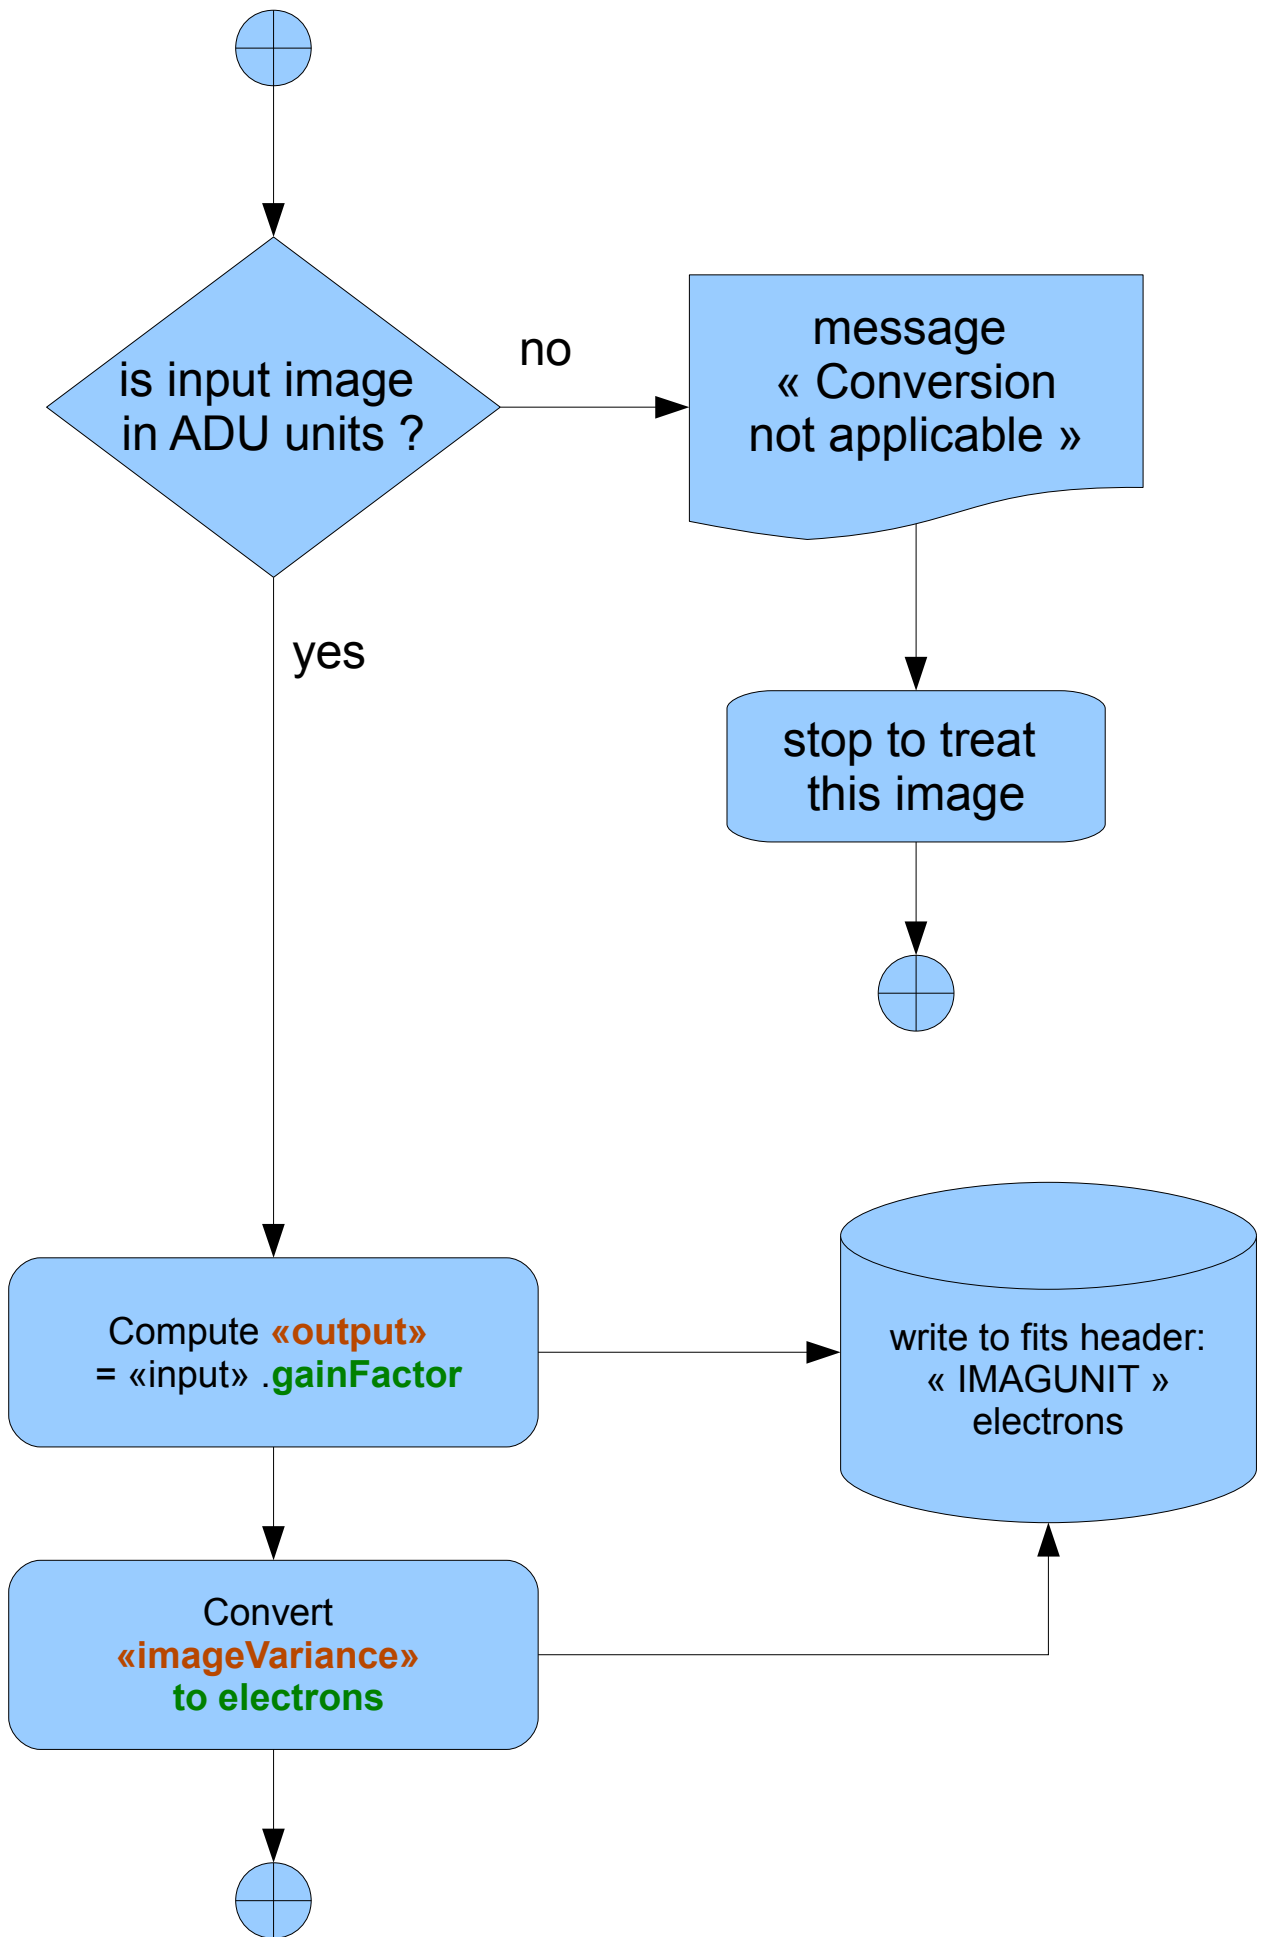 is input image
in ADU units ?
no
message
« Conversion
not applicable »
yes
stop to treat
this image
Compute «output»
= «input» .gainFactor
write to fits header:
« IMAGUNIT »
electrons
Convert
«imageVariance»
to electrons